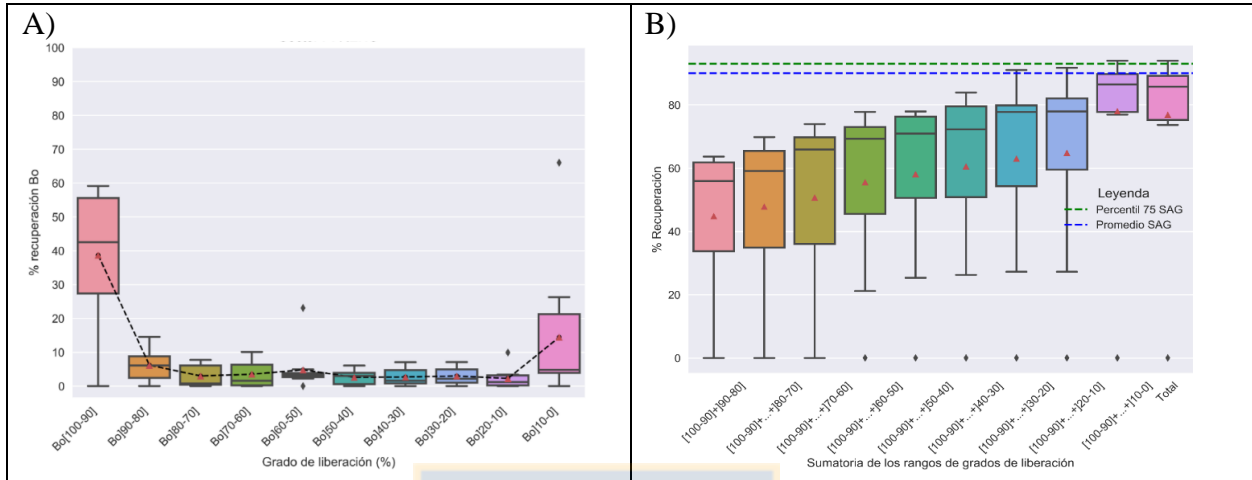 A)
100
90
80
70
60
50
40
30
20
10
0
% recuperación Bo
Bo[100-90]
Bo]90-80]
Bo]80-70]
Bo]70-60]
Bo]60-50]
Bo]50-40]
Bo]40-30]
Bo]30-20]
Bo]20-10]
Bo]10-0]
Grado de liberación (%)
B)
80
60
40
20
0
% Recuperación
Leyenda
Percentil 75 SAG
Promedio SAG
[100-90]+]90-80]
[100-90]+...+]80-70]
[100-90]+...+]70-60]
[100-90]+...+]60-50]
[100-90]+...+]50-40]
[100-90]+...+]40-30]
[100-90]+...+]30-20]
[100-90]+...+]20-10]
[100-90]+...+]10-0]
Total
Sumatoria de los rangos de grados de liberación